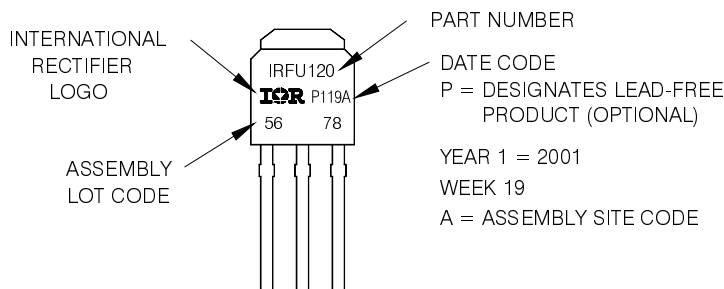 INTERNATIONAL
RECTIFIER
LOGO
ASSEMBLY
LOT CODE
IRFU120
IOR P119A
56 78
PART NUMBER
DATE CODE
P = DESIGNATES LEAD-FREE
PRODUCT (OPTIONAL)
YEAR 1 = 2001
WEEK 19
A = ASSEMBLY SITE CODE